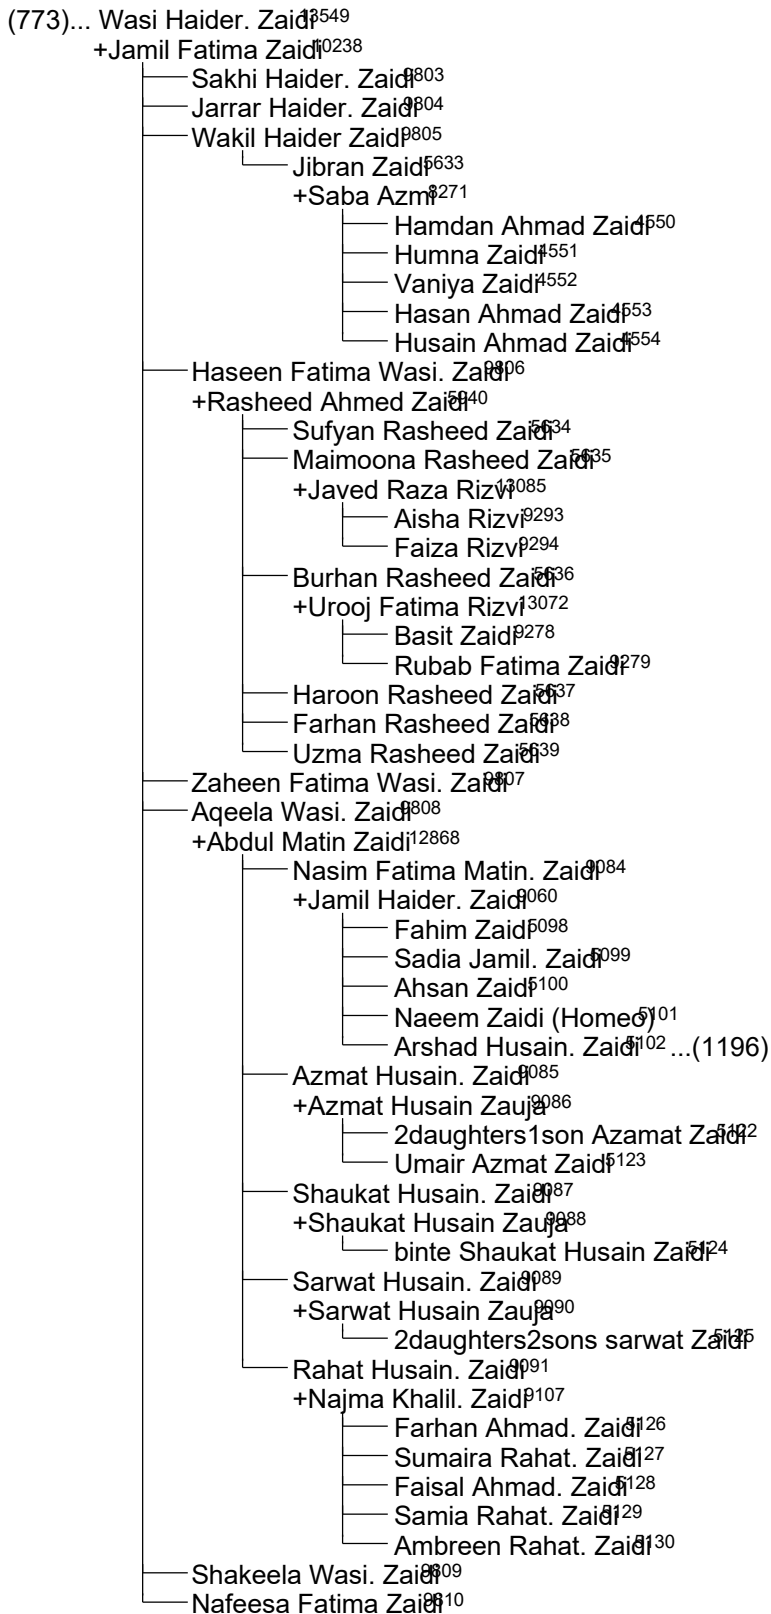 (773)... Wasi Haider. Zaidi13549
+Jamil Fatima Zaidi10238
Sakhi Haider. Zaidi9803
Jarrar Haider. Zaidi9804
Wakil Haider Zaidi9805
Jibran Zaidi5633
+Saba Azmi8271
Hamdan Ahmad Zaidi4550
Humna Zaidi4551
Vaniya Zaidi4552
Hasan Ahmad Zaidi4553
Husain Ahmad Zaidi4554
Haseen Fatima Wasi. Zaidi9806
+Rasheed Ahmed Zaidi5940
Sufyan Rasheed Zaidi5634
Maimoona Rasheed Zaidi5635
+Javed Raza Rizvi13085
Aisha Rizvi9293
Faiza Rizvi9294
Burhan Rasheed Zaidi5636
+Urooj Fatima Rizvi13072
Basit Zaidi9278
Rubab Fatima Zaidi9279
Haroon Rasheed Zaidi5637
Farhan Rasheed Zaidi5638
Uzma Rasheed Zaidi5639
Zaheen Fatima Wasi. Zaidi9807
Aqeela Wasi. Zaidi9808
+Abdul Matin Zaidi12868
Nasim Fatima Matin. Zaidi9084
+Jamil Haider. Zaidi9060
Fahim Zaidi5098
Sadia Jamil. Zaidi5099
Ahsan Zaidi5100
Naeem Zaidi (Homeo)5101
Arshad Husain. Zaidi5102 ...(1196)
Azmat Husain. Zaidi9085
+Azmat Husain Zauja9086
2daughters1son Azamat Zaidi5122
Umair Azmat Zaidi5123
Shaukat Husain. Zaidi9087
+Shaukat Husain Zauja9088
binte Shaukat Husain Zaidi5124
Sarwat Husain. Zaidi9089
+Sarwat Husain Zauja9090
2daughters2sons sarwat Zaidi5125
Rahat Husain. Zaidi9091
+Najma Khalil. Zaidi9107
Farhan Ahmad. Zaidi5126
Sumaira Rahat. Zaidi5127
Faisal Ahmad. Zaidi5128
Samia Rahat. Zaidi5129
Ambreen Rahat. Zaidi5130
Shakeela Wasi. Zaidi9809
Nafeesa Fatima Zaidi9810